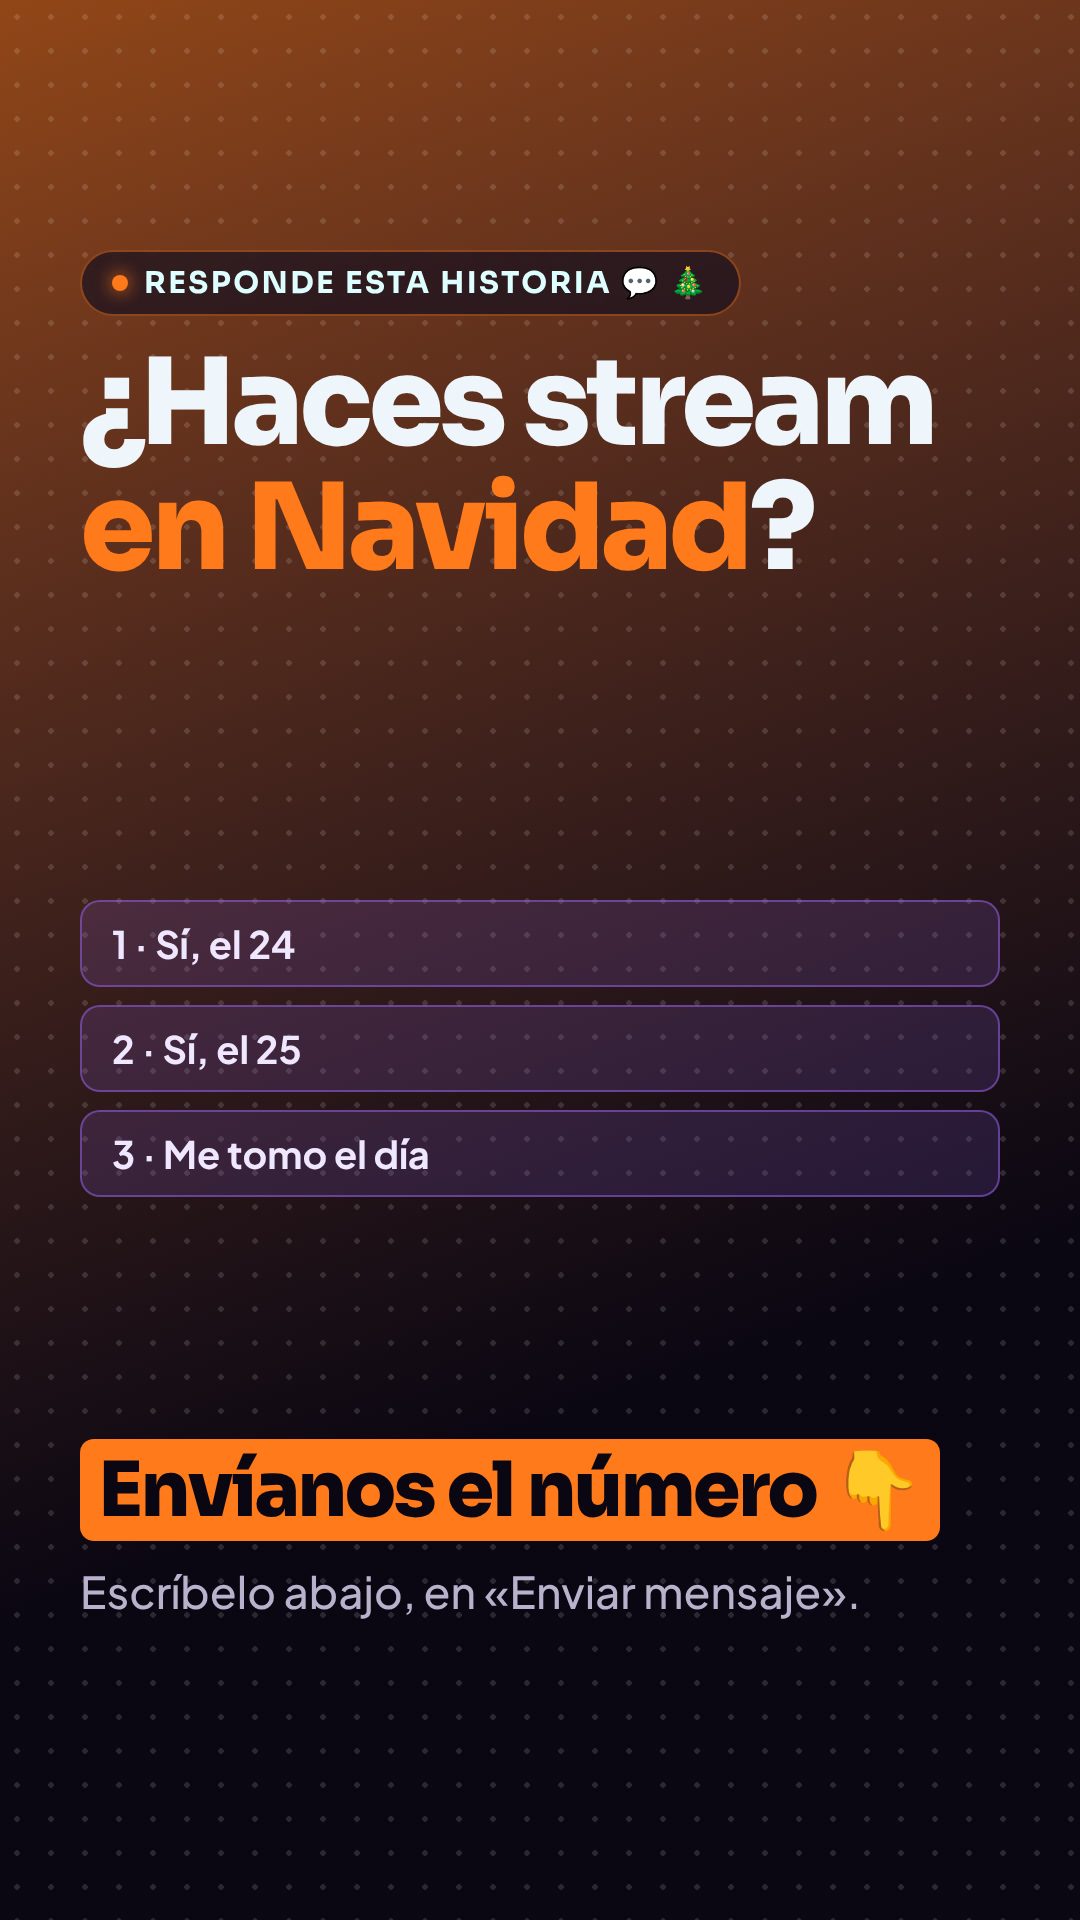 RESPONDE ESTA HISTORIA 💬 🎄
¿Haces stream
en Navidad?
1 · Sí, el 24
2 · Sí, el 25
3 · Me tomo el día
Envíanos el número 👇
Escríbelo abajo, en «Enviar mensaje».